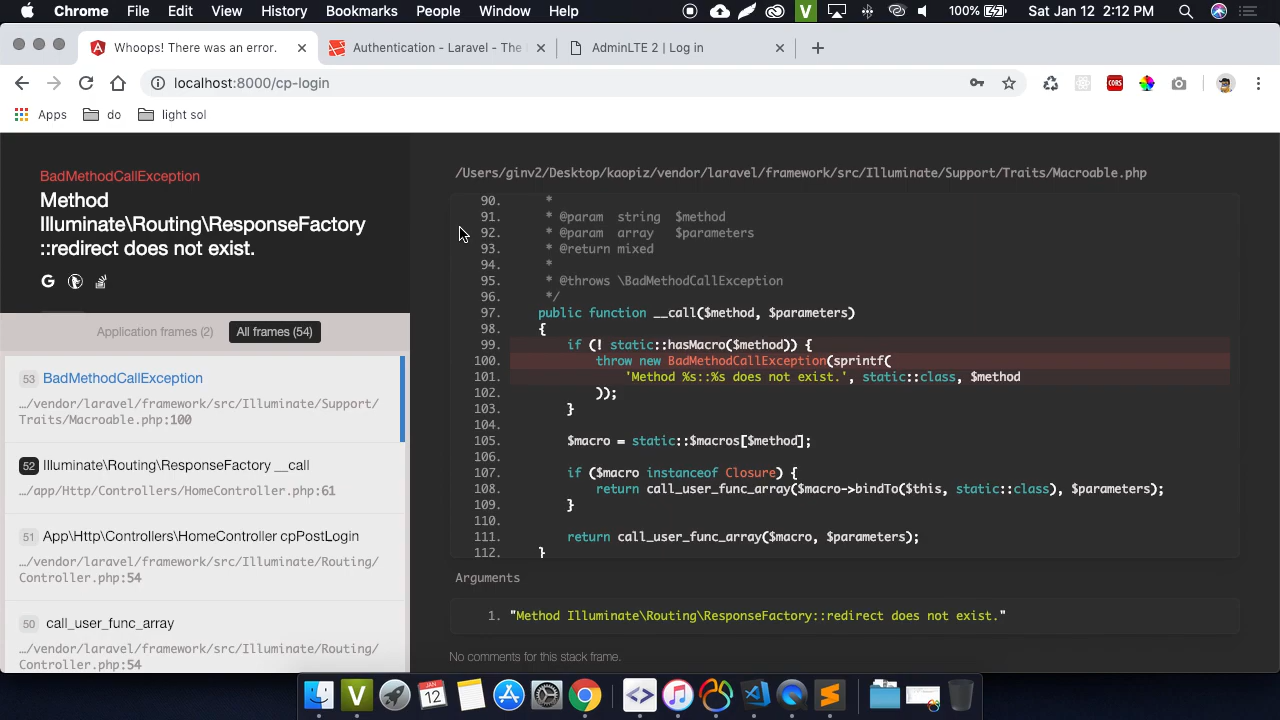 Chrome File Edit View History Bookmarks People Window Help V 100% Sat Jan 12 2:12 PM
Whoops! There was an error. Authentication - Laravel - The AdminLTE 2 | Log in
localhost:8000/cp-login CORS
Apps do light sol
BadMethodCallException
Method
Illuminate\Routing\ResponseFactory
::redirect does not exist.
G
Application frames (2) All frames (54)
53 BadMethodCallException
…/vendor/laravel/framework/src/Illuminate/Support/
Traits/Macroable.php:100
52 Illuminate\Routing\ResponseFactory __call
…/app/Http/Controllers/HomeController.php:61
51 App\Http\Controllers\HomeController cpPostLogin
…/vendor/laravel/framework/src/Illuminate/Routing/
Controller.php:54
50 call_user_func_array
…/vendor/laravel/framework/src/Illuminate/Routing/
Controller.php:54
/Users/ginv2/Desktop/kaopiz/vendor/laravel/framework/src/Illuminate/Support/Traits/Macroable.php
90. *
91. * @param string $method
92. * @param array $parameters
93. * @return mixed
94. *
95. * @throws \BadMethodCallException
96. */
97. public function __call($method, $parameters)
98. {
99. if (! static::hasMacro($method)) {
100. throw new BadMethodCallException(sprintf(
101. 'Method %s::%s does not exist.', static::class, $method
102. ));
103. }
104.
105. $macro = static::$macros[$method];
106.
107. if ($macro instanceof Closure) {
108. return call_user_func_array($macro->bindTo($this, static::class), $parameters);
109. }
110.
111. return call_user_func_array($macro, $parameters);
112. }
Arguments
1. "Method Illuminate\Routing\ResponseFactory::redirect does not exist."
No comments for this stack frame.
V JAN 12